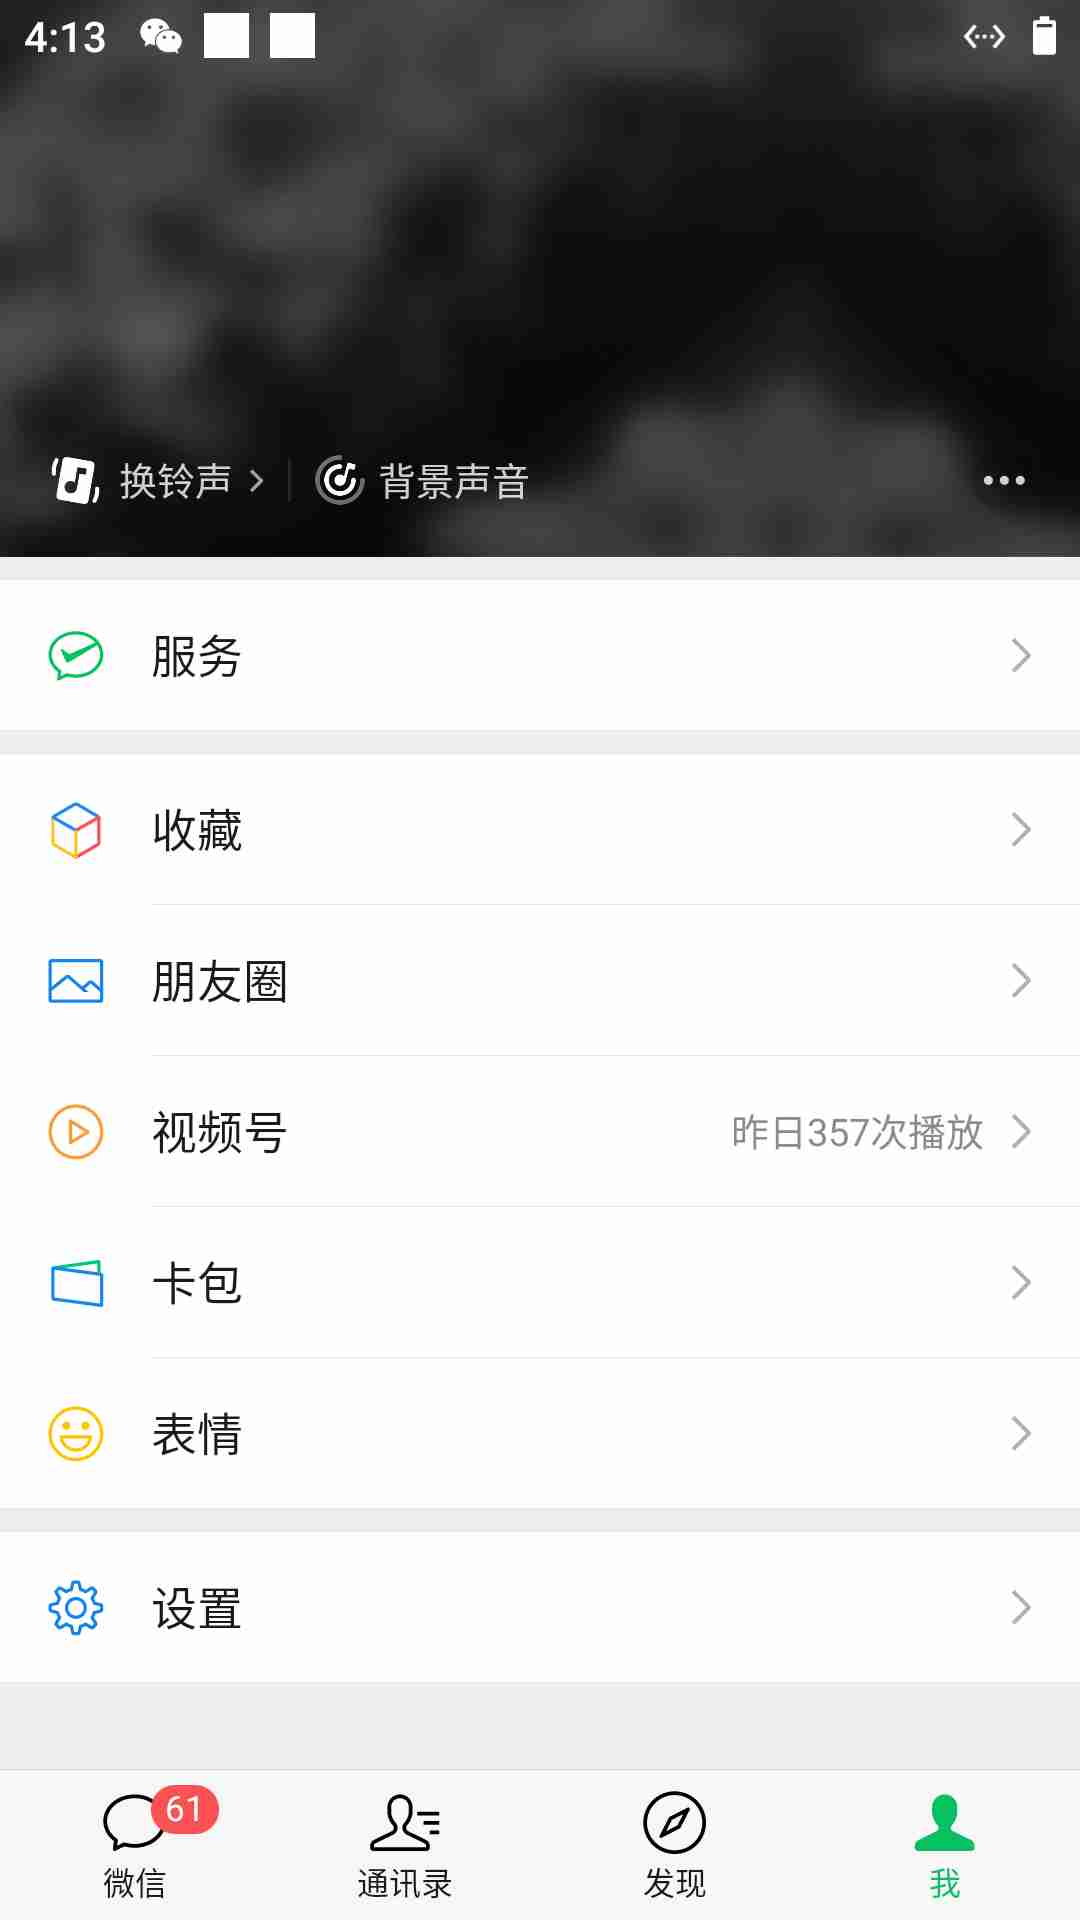 4:13
换铃声
背景声音
服务
收藏
朋友圈
视频号 昨日357次播放
卡包
表情
设置
61
微信 通讯录 发现 我